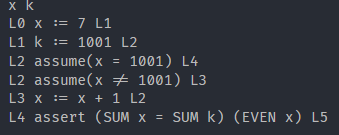 x k
L0 x := 7 L1
L1 k := 1001 L2
L2 assume(x = 1001) L4
L2 assume(x ≠ 1001) L3
L3 x := x + 1 L2
L4 assert (SUM x = SUM k) (EVEN x) L5